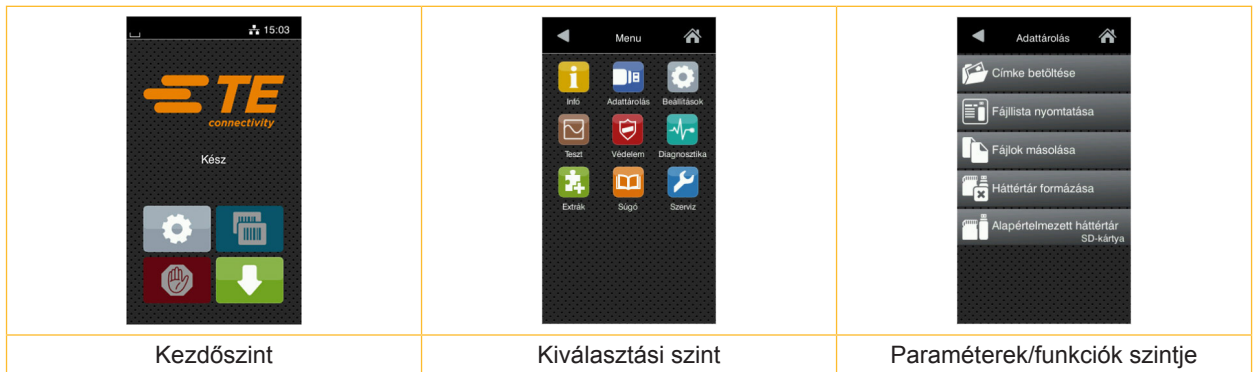 15:03
TE
connectivity
Kész
Menu
Infó
Adattárolás
Beállítások
Teszt
Védelem
Diagnosztika
Extrák
Súgó
Szerviz
Adattárolás
Címke betöltése
Fájllista nyomtatása
Fájlok másolása
Háttértár formázása
Alapértelmezett háttértár
SD-kártya
Kezdőszint
Kiválasztási szint
Paraméterek/funkciók szintje